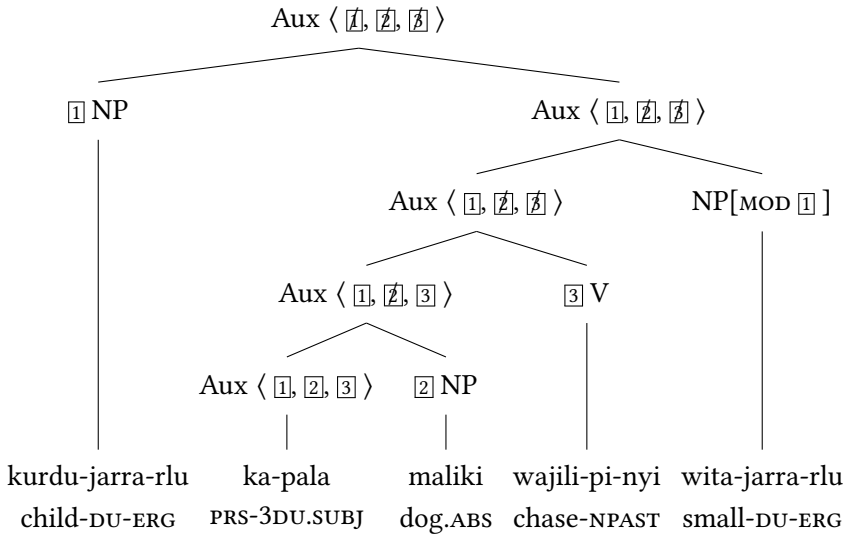 Aux ⟨ 1̸, 2̸, 3̸ ⟩
1 NP Aux ⟨ 1, 2̸, 3̸ ⟩
Aux ⟨ 1, 2̸, 3̸ ⟩ NP[MOD 1 ]
Aux ⟨ 1, 2̸, 3 ⟩ 3 V
Aux ⟨ 1, 2, 3 ⟩ 2 NP
kurdu-jarra-rlu ka-pala maliki wajili-pi-nyi wita-jarra-rlu
child-DU-ERG PRS-3DU.SUBJ dog.ABS chase-NPAST small-DU-ERG